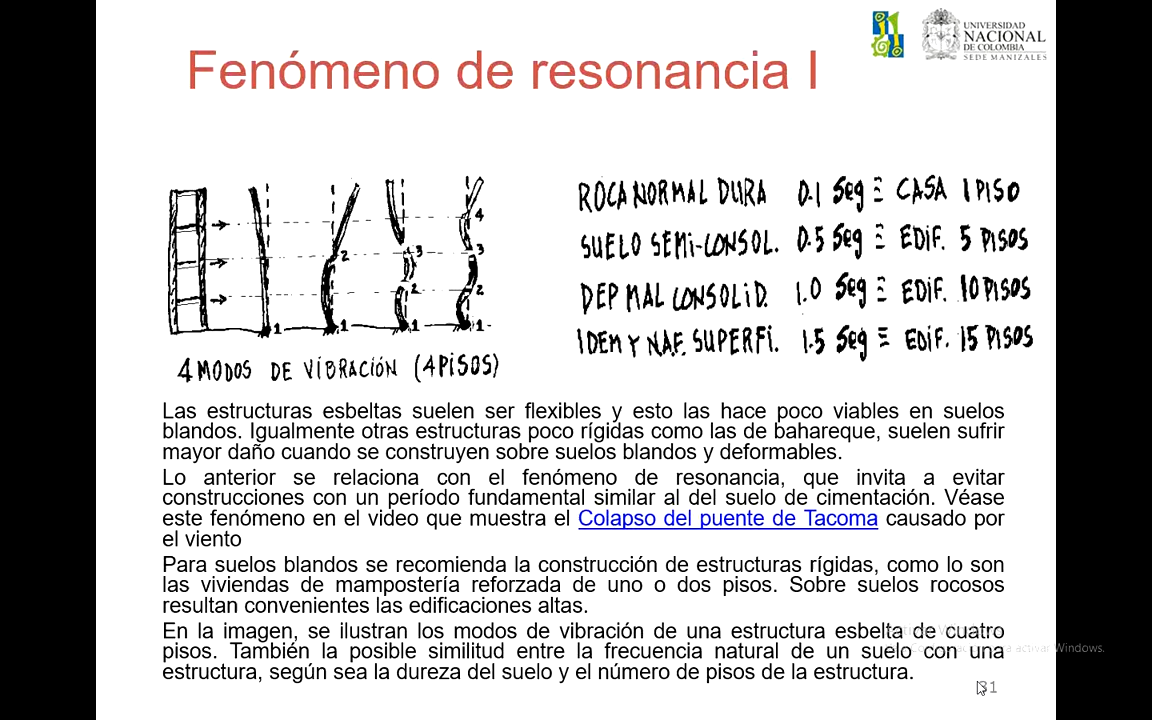 UNIVERSIDAD
NACIONAL
DE COLOMBIA
SEDE MANIZALES
Fenómeno de resonancia I
4
2 3 3
2 2
1 1 1 1
4 MODOS DE VIBRACIÓN (4 PISOS)
ROCA NORMAL DURA 0.1 Seg Ξ CASA 1 PISO
SUELO SEMI-CONSOL. 0.5 Seg Ξ EDIF. 5 PISOS
DEP MAL CONSOLID. 1.0 Seg Ξ EDIF. 10 PISOS
IDEM Y N.A.F. SUPERFI. 1.5 Seg Ξ EDIF. 15 PISOS
Las estructuras esbeltas suelen ser flexibles y esto las hace poco viables en suelos
blandos. Igualmente otras estructuras poco rígidas como las de bahareque, suelen sufrir
mayor daño cuando se construyen sobre suelos blandos y deformables.
Lo anterior se relaciona con el fenómeno de resonancia, que invita a evitar
construcciones con un período fundamental similar al del suelo de cimentación. Véase
este fenómeno en el video que muestra el Colapso del puente de Tacoma causado por
el viento
Para suelos blandos se recomienda la construcción de estructuras rígidas, como lo son
las viviendas de mampostería reforzada de uno o dos pisos. Sobre suelos rocosos
resultan convenientes las edificaciones altas.
En la imagen, se ilustran los modos de vibración de una estructura esbelta de cuatro
pisos. También la posible similitud entre la frecuencia natural de un suelo con una
estructura, según sea la dureza del suelo y el número de pisos de la estructura.
activar Windows.
31